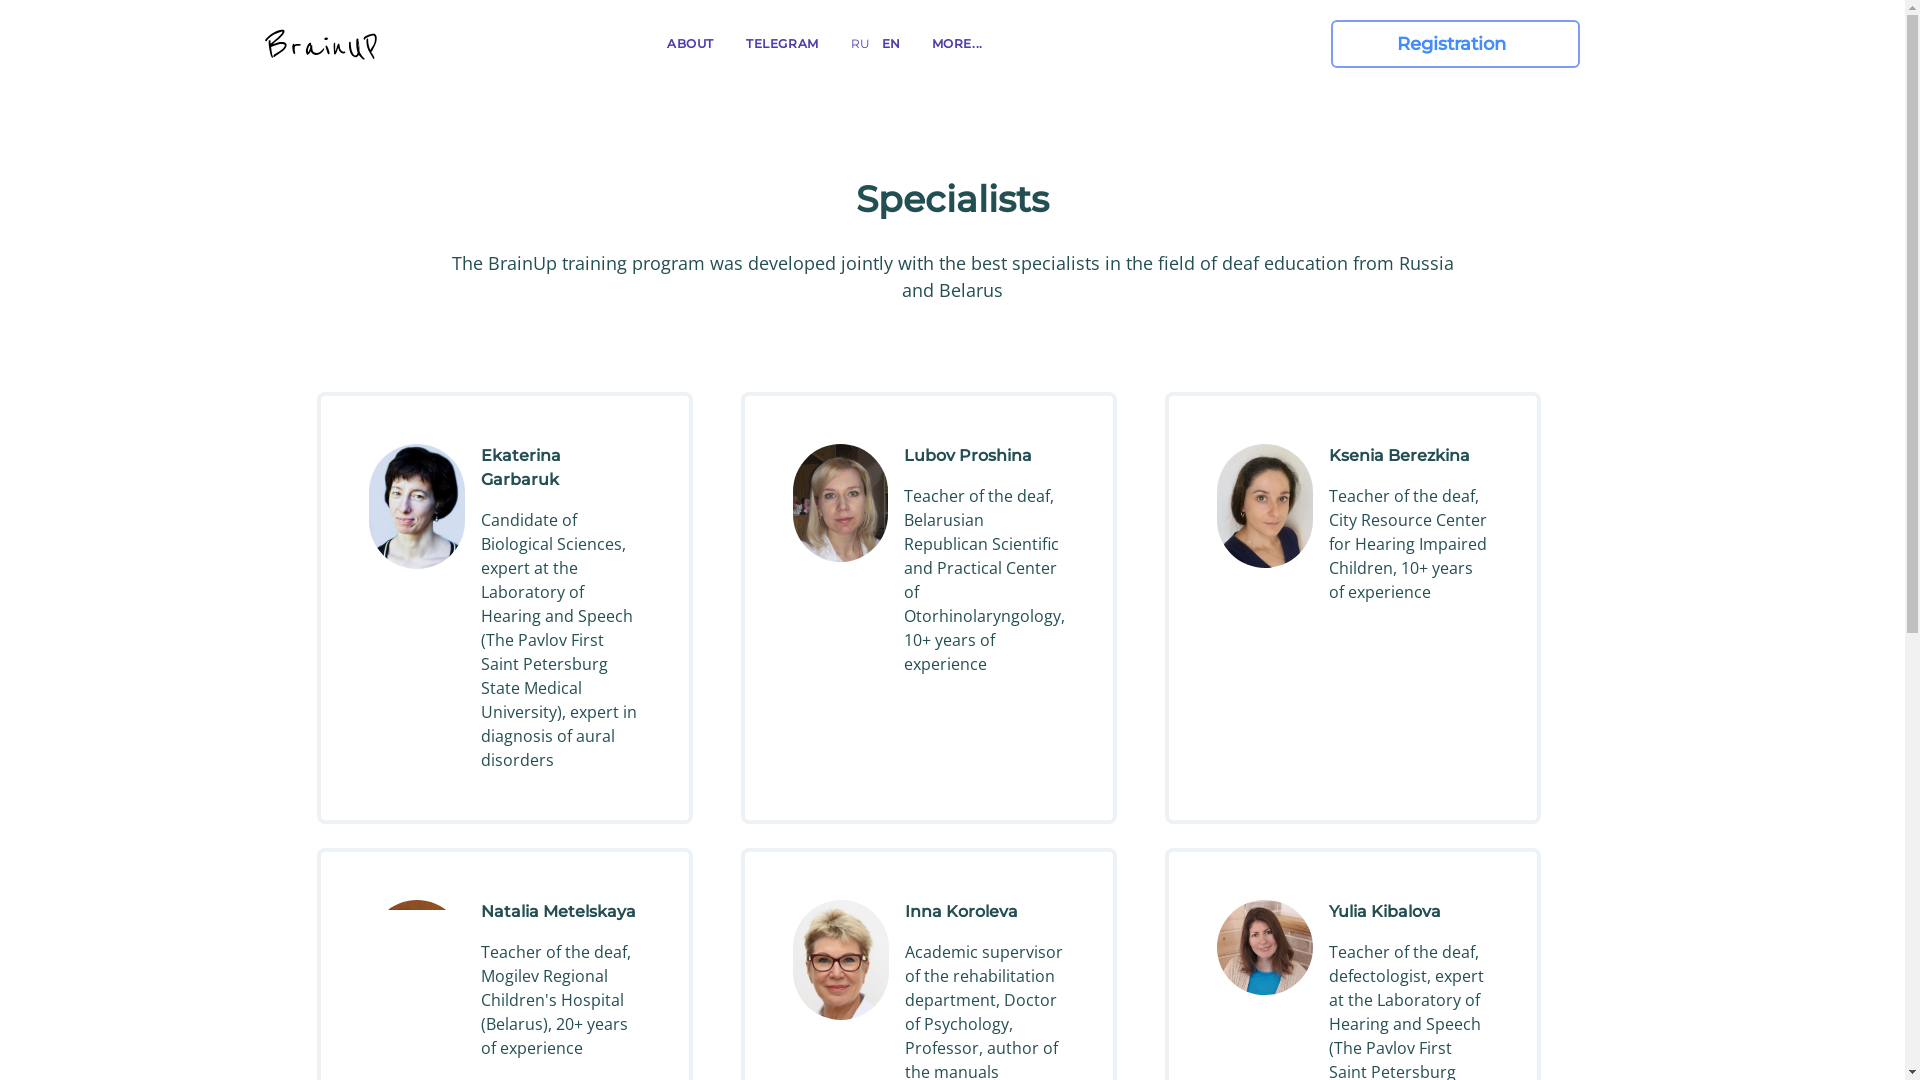 BrainUP
ABOUT
TELEGRAM
RU
EN
MORE...
Registration
Specialists
The BrainUp training program was developed jointly with the best specialists in the field of deaf education from Russia
and Belarus
Ekaterina
Garbaruk
Candidate of
Biological Sciences,
expert at the
Laboratory of
Hearing and Speech
(The Pavlov First
Saint Petersburg
State Medical
University), expert in
diagnosis of aural
disorders
Lubov Proshina
Teacher of the deaf,
Belarusian
Republican Scientific
and Practical Center
of
Otorhinolaryngology,
10+ years of
experience
Ksenia Berezkina
Teacher of the deaf,
City Resource Center
for Hearing Impaired
Children, 10+ years
of experience
Natalia Metelskaya
Teacher of the deaf,
Mogilev Regional
Children's Hospital
(Belarus), 20+ years
of experience
Inna Koroleva
Academic supervisor
of the rehabilitation
department, Doctor
of Psychology,
Professor, author of
the manuals
Yulia Kibalova
Teacher of the deaf,
defectologist, expert
at the Laboratory of
Hearing and Speech
(The Pavlov First
Saint Petersburg